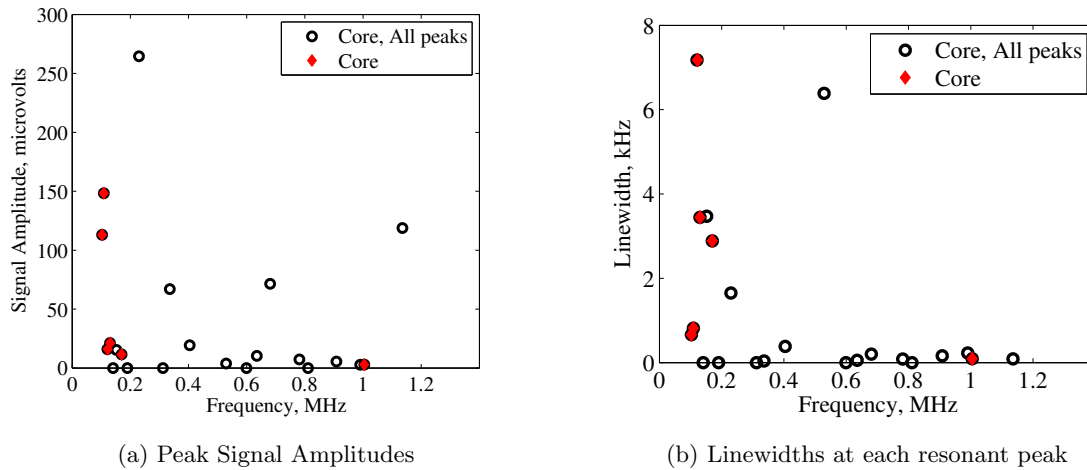 300
250
200
150
100
50
0
0
0.2
0.4
0.6
0.8
1
1.2
Signal Amplitude, microvolts
Frequency, MHz
Core, All peaks
Core
(a) Peak Signal Amplitudes
8
6
4
2
0
0
0.2
0.4
0.6
0.8
1
1.2
Linewidth, kHz
Frequency, MHz
Core, All peaks
Core
(b) Linewidths at each resonant peak